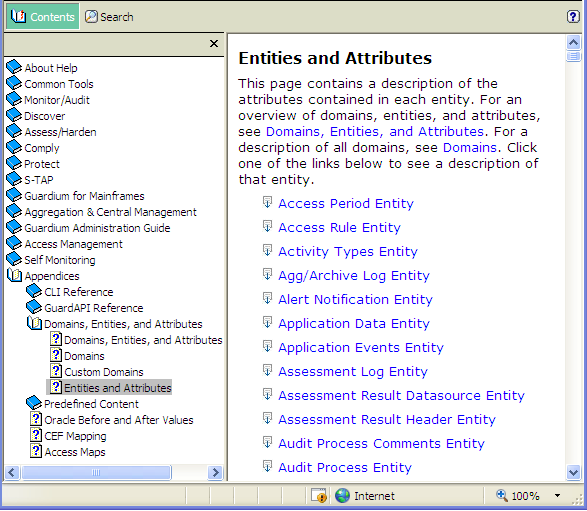 Contents Search
About Help
Common Tools
Monitor/Audit
Discover
Assess/Harden
Comply
Protect
S-TAP
Guardium for Mainframes
Aggregation & Central Management
Guardium Administration Guide
Access Management
Self Monitoring
Appendices
CLI Reference
GuardAPI Reference
Domains, Entities, and Attributes
Domains, Entities, and Attributes
Domains
Custom Domains
Entities and Attributes
Predefined Content
Oracle Before and After Values
CEF Mapping
Access Maps
Entities and Attributes
This page contains a description of the
attributes contained in each entity. For an
overview of domains, entities, and attributes,
see Domains, Entities, and Attributes. For a
description of all domains, see Domains. Click
one of the links below to see a description of
that entity.
Access Period Entity
Access Rule Entity
Activity Types Entity
Agg/Archive Log Entity
Alert Notification Entity
Application Data Entity
Application Events Entity
Assessment Log Entity
Assessment Result Datasource Entity
Assessment Result Header Entity
Audit Process Comments Entity
Audit Process Entity
Internet 100%